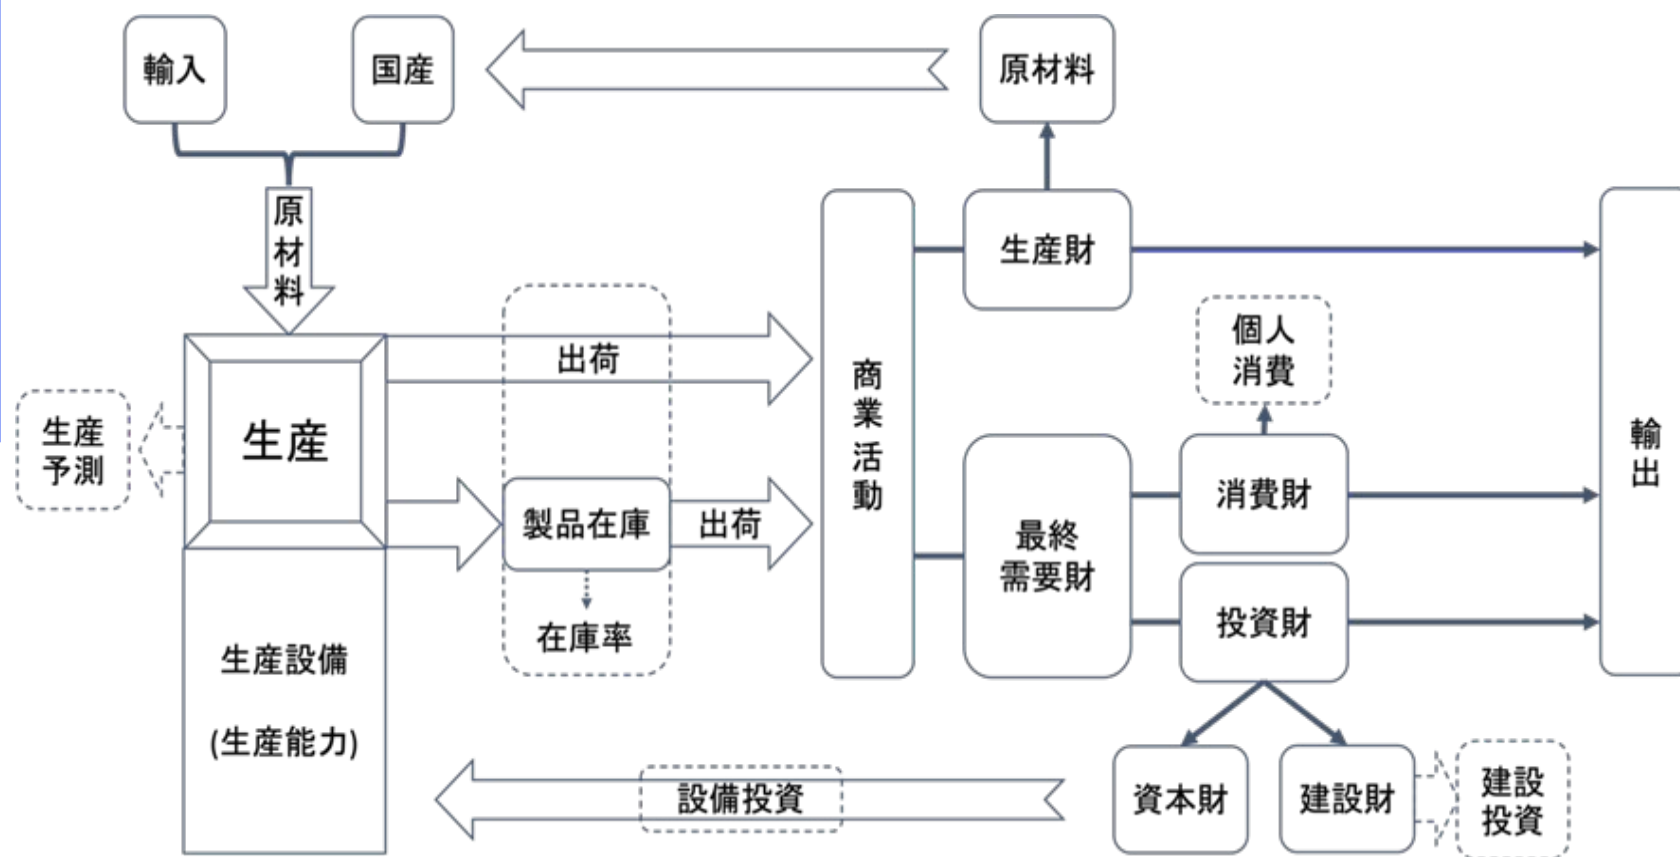 輸入
国産
原材料
原材料
生産財
個人
消費
出荷
商業活動
生産
予測
生産
輸出
消費財
製品在庫
出荷
最終
需要財
投資財
在庫率
生産設備
(生産能力)
設備投資
資本財
建設財
建設
投資